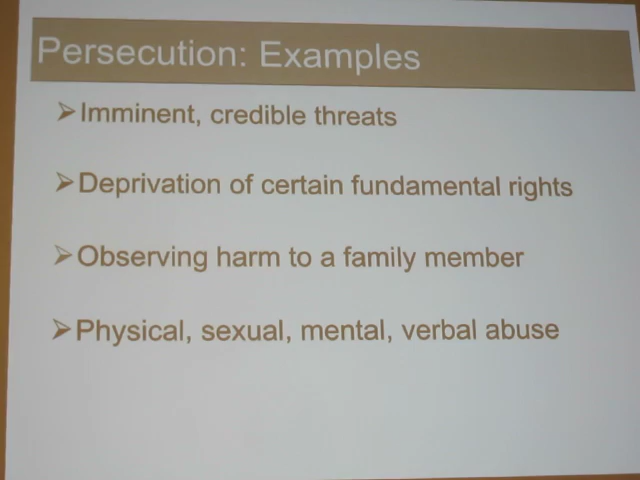 Persecution: Examples
➢Imminent, credible threats
➢Deprivation of certain fundamental rights
➢Observing harm to a family member
➢Physical, sexual, mental, verbal abuse